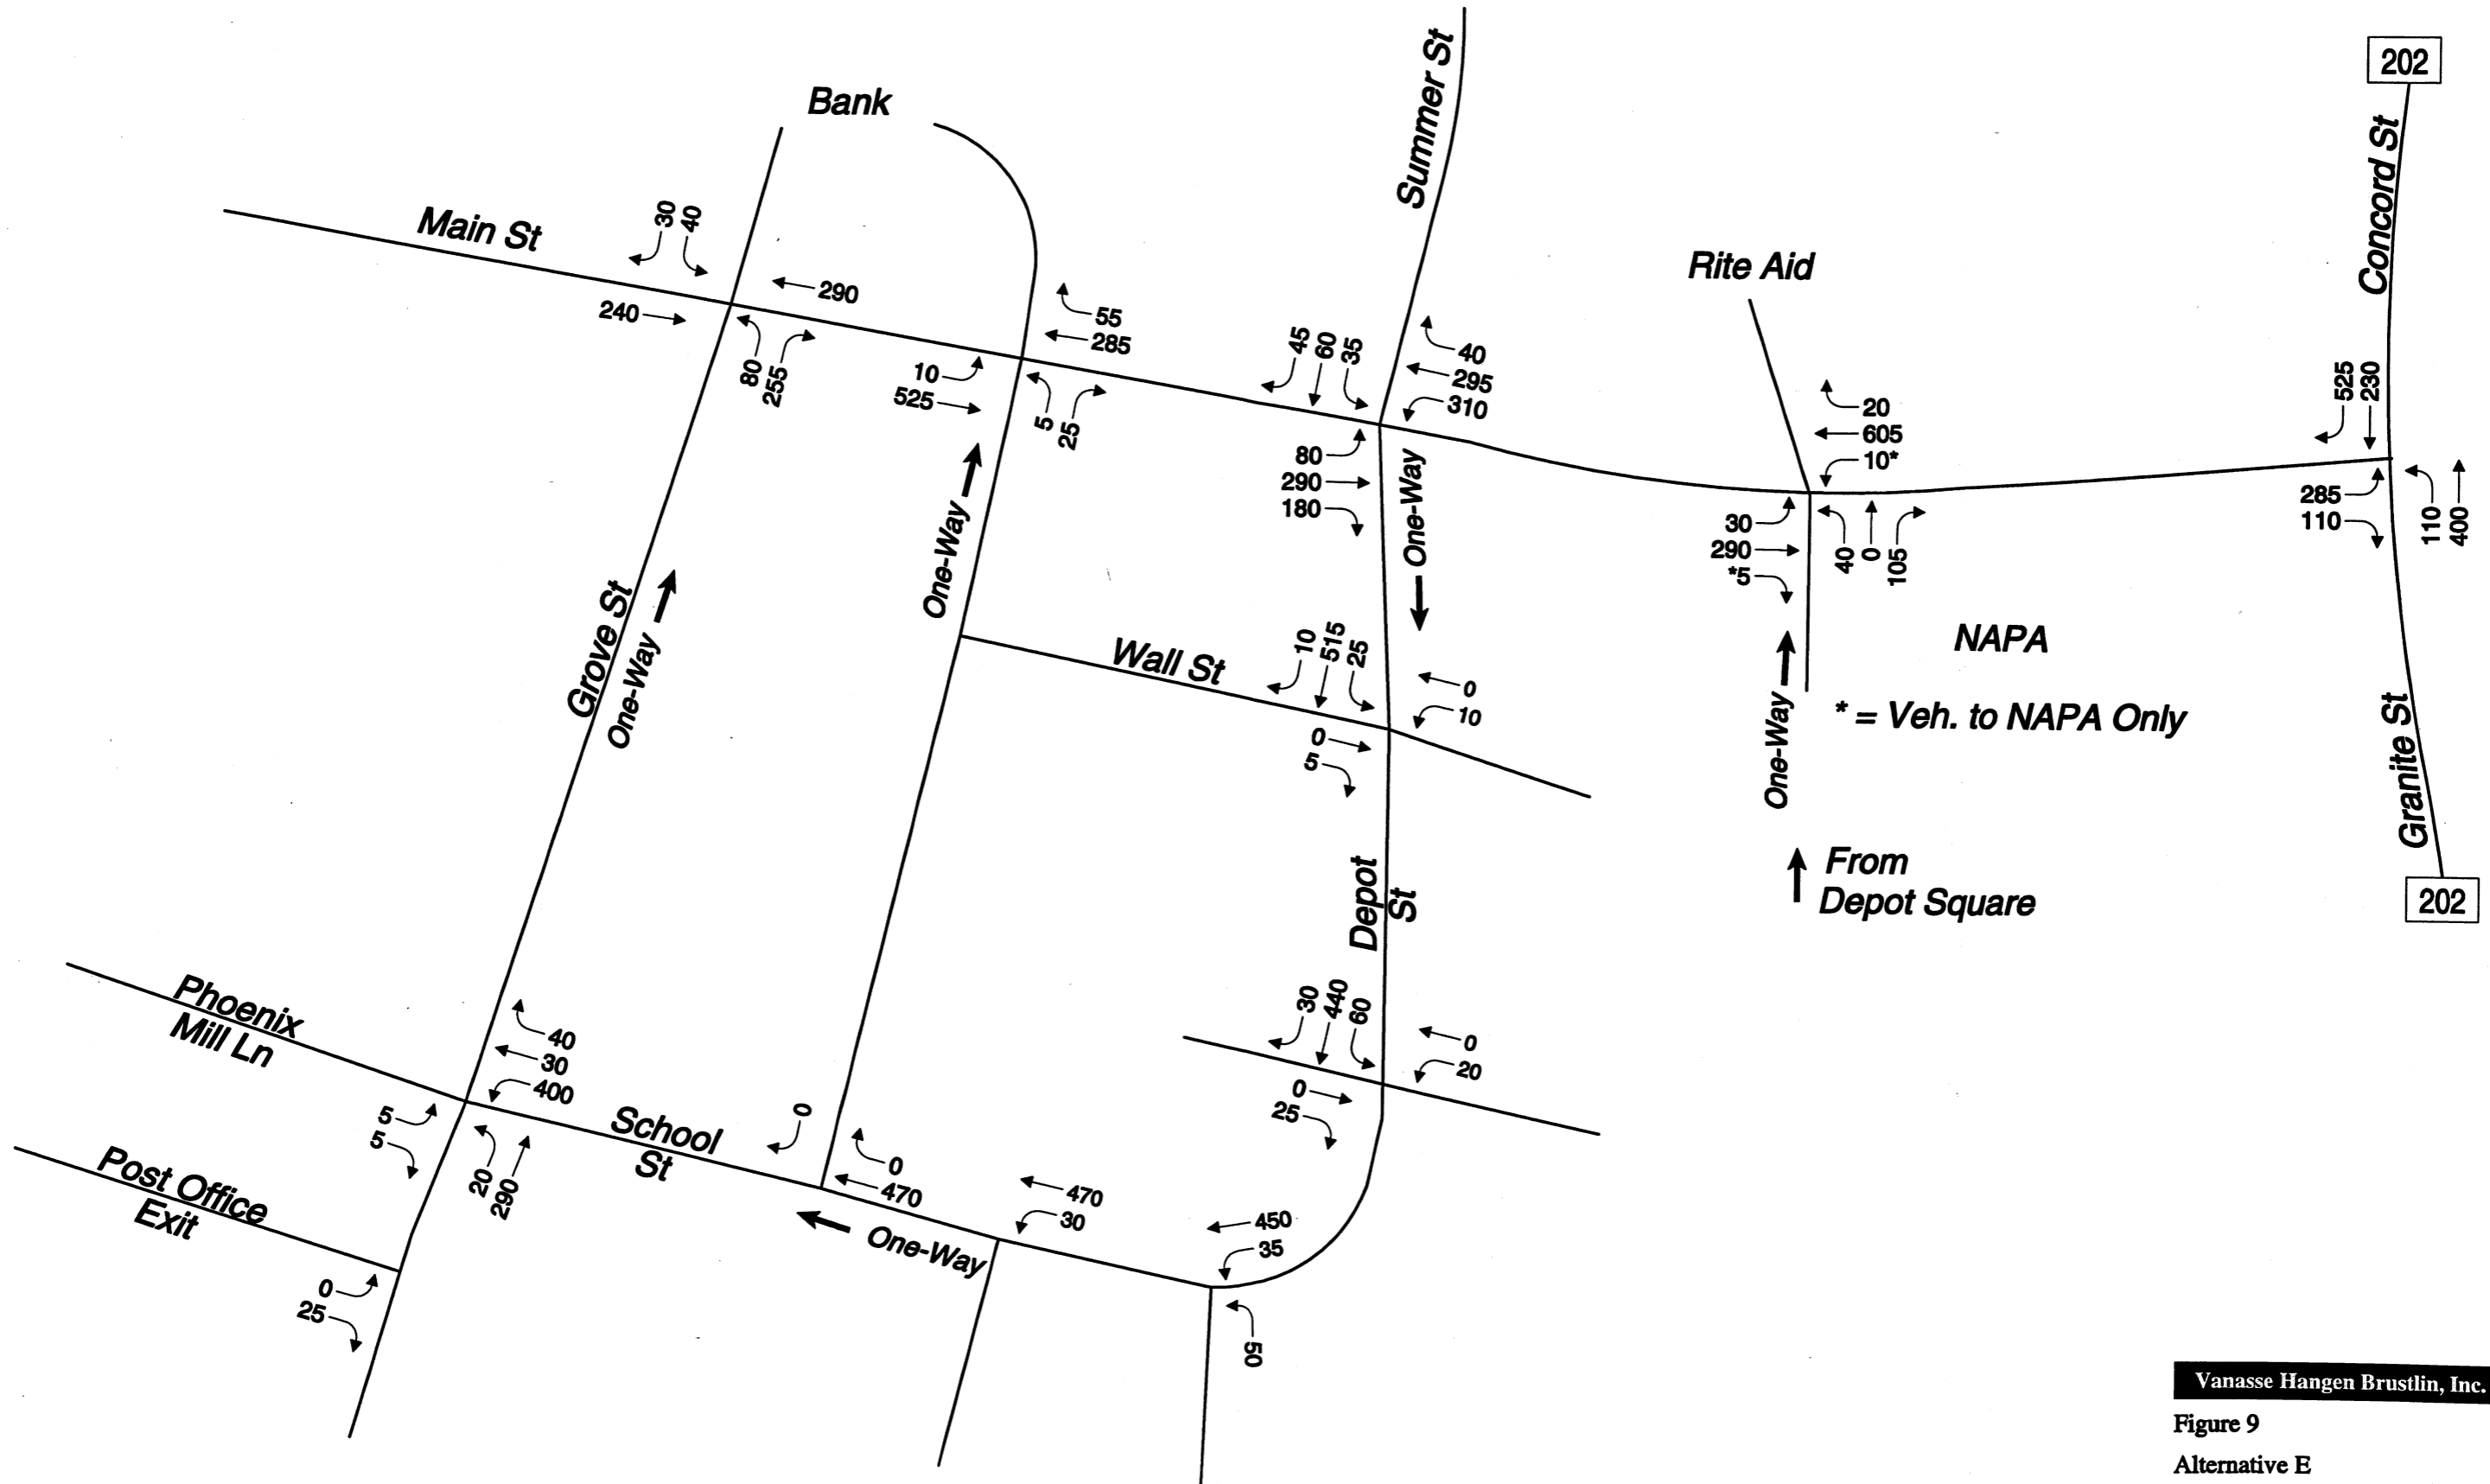 202
Concord St
Summer St
Bank
Main St
30
40
290
240
80
255
55
285
10
525
5
25
45
60
35
40
295
310
80
290
180
One-Way
Rite Aid
20
605
10*
30
290
*5
40
0
105
525
230
285
110
110
400
One-Way
Grove St
One-Way
Wall St
10
515
25
0
10
0
5
NAPA
* = Veh. to NAPA Only
One-Way
From
Depot Square
Granite St
202
Depot
St
30
440
60
0
20
0
25
Phoenix
Mill Ln
40
30
400
5
5
20
290
School
St
0
0
470
470
30
450
35
One-Way
50
Post Office
Exit
0
25
Vanasse Hangen Brustlin, Inc.
Figure 9
Alternative E